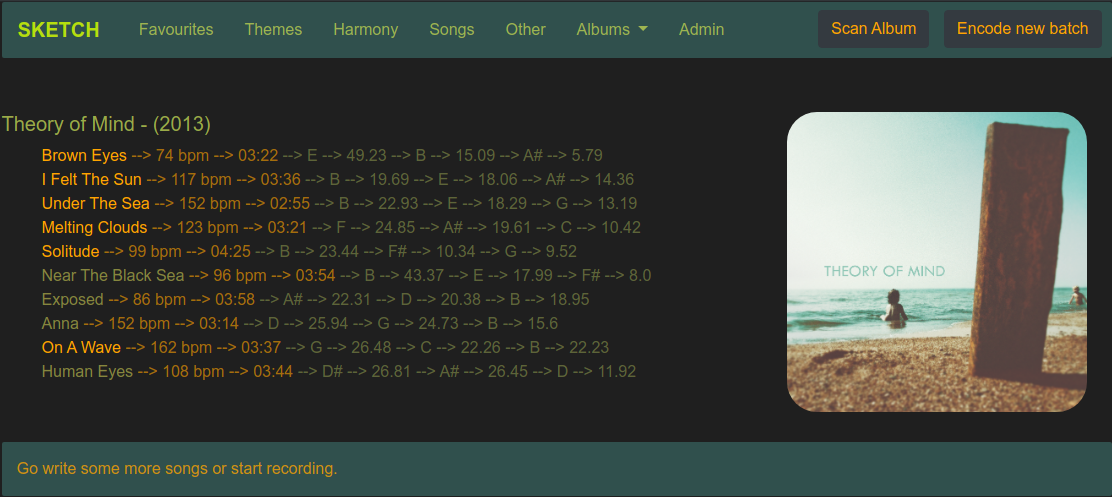 SKETCH Favourites Themes Harmony Songs Other Albums Admin Scan Album Encode new batch
Theory of Mind - (2013)
Brown Eyes --> 74 bpm --> 03:22 --> E --> 49.23 --> B --> 15.09 --> A# --> 5.79
I Felt The Sun --> 117 bpm --> 03:36 --> B --> 19.69 --> E --> 18.06 --> A# --> 14.36
Under The Sea --> 152 bpm --> 02:55 --> B --> 22.93 --> E --> 18.29 --> G --> 13.19
Melting Clouds --> 123 bpm --> 03:21 --> F --> 24.85 --> A# --> 19.61 --> C --> 10.42
Solitude --> 99 bpm --> 04:25 --> B --> 23.44 --> F# --> 10.34 --> G --> 9.52
Near The Black Sea --> 96 bpm --> 03:54 --> B --> 43.37 --> E --> 17.99 --> F# --> 8.0
Exposed --> 86 bpm --> 03:58 --> A# --> 22.31 --> D --> 20.38 --> B --> 18.95
Anna --> 152 bpm --> 03:14 --> D --> 25.94 --> G --> 24.73 --> B --> 15.6
On A Wave --> 162 bpm --> 03:37 --> G --> 26.48 --> C --> 22.26 --> B --> 22.23
Human Eyes --> 108 bpm --> 03:44 --> D# --> 26.81 --> A# --> 26.45 --> D --> 11.92
THEORY OF MIND
Go write some more songs or start recording.